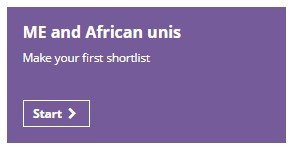 ME and African unis
Make your first shortlist
Start